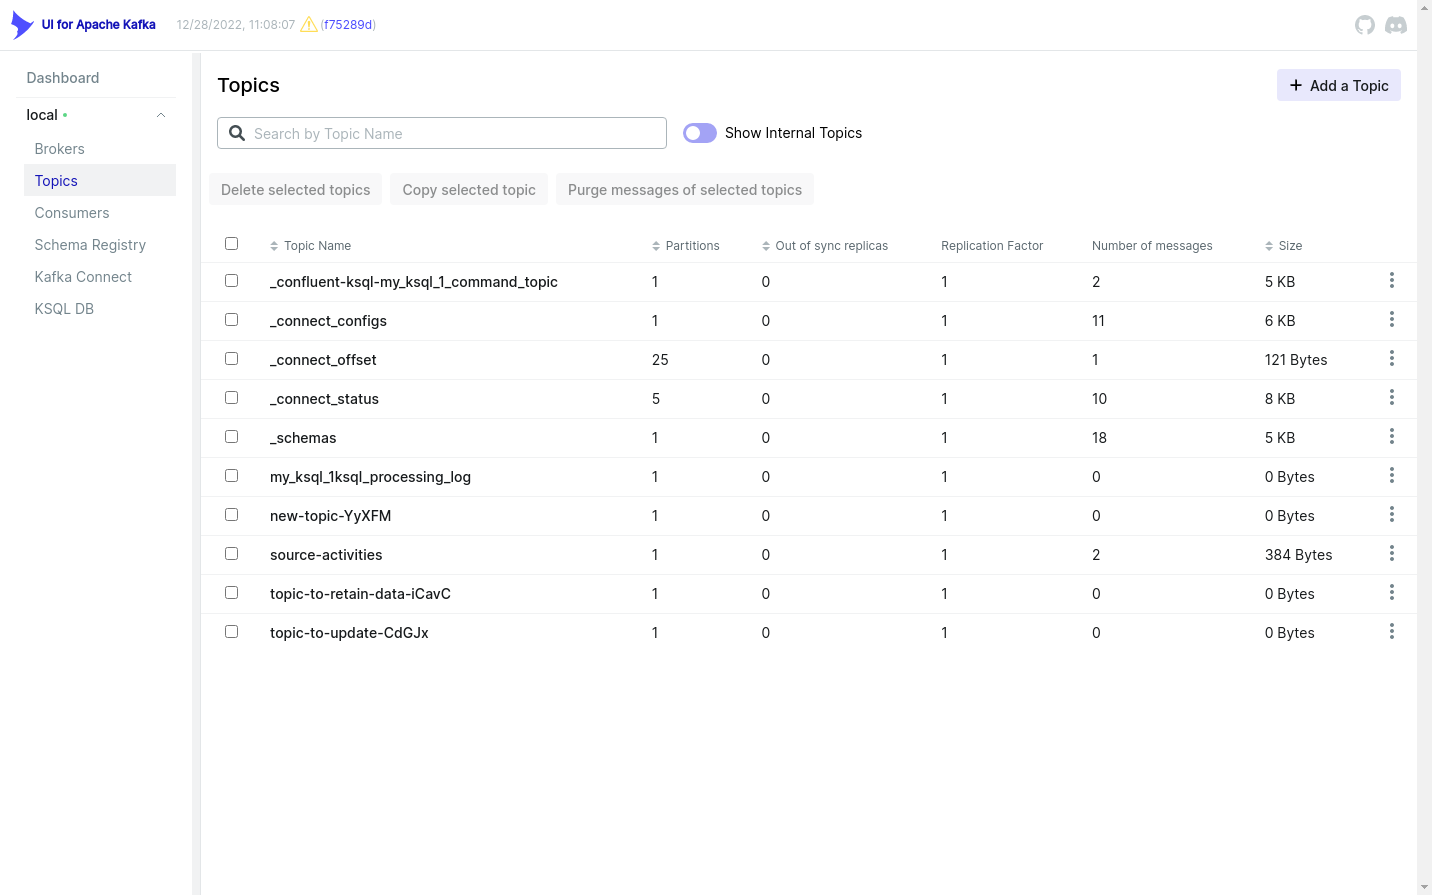 UI for Apache Kafka 12/28/2022, 11:08:07 (f75289d)
Dashboard
local
Brokers
Topics
Consumers
Schema Registry
Kafka Connect
KSQL DB
Topics
Add a Topic
Search by Topic Name Show Internal Topics
Delete selected topics Copy selected topic Purge messages of selected topics
Topic Name Partitions Out of sync replicas Replication Factor Number of messages Size
_confluent-ksql-my_ksql_1_command_topic 1 0 1 2 5 KB
_connect_configs 1 0 1 11 6 KB
_connect_offset 25 0 1 1 121 Bytes
_connect_status 5 0 1 10 8 KB
_schemas 1 0 1 18 5 KB
my_ksql_1ksql_processing_log 1 0 1 0 0 Bytes
new-topic-YyXFM 1 0 1 0 0 Bytes
source-activities 1 0 1 2 384 Bytes
topic-to-retain-data-iCavC 1 0 1 0 0 Bytes
topic-to-update-CdGJx 1 0 1 0 0 Bytes